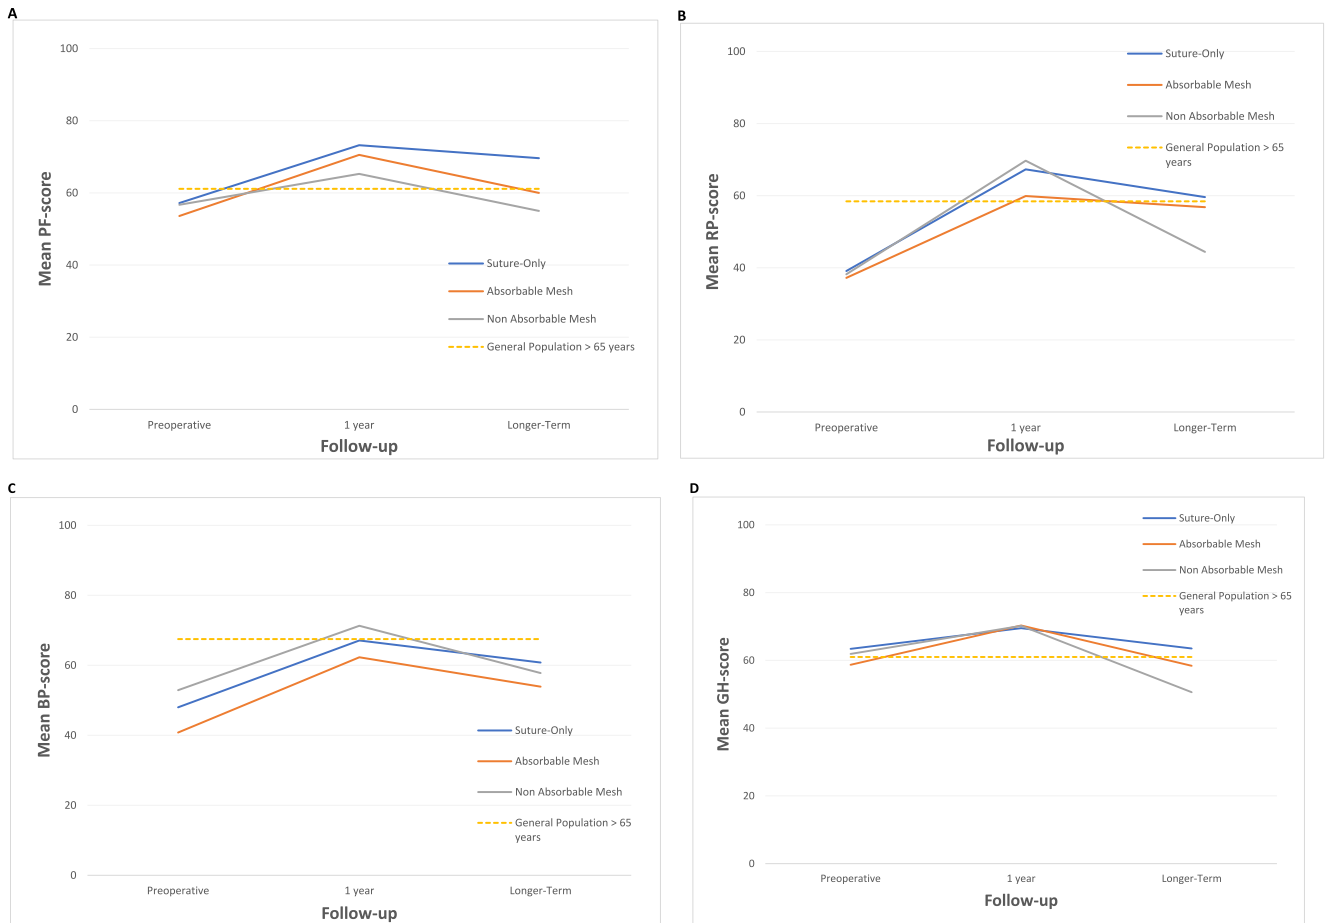 A
100
80
60
40
20
0
Mean PF-score
Suture-Only
Absorbable Mesh
Non Absorbable Mesh
General Population > 65 years
Preoperative
1 year
Longer-Term
Follow-up
B
100
80
60
40
20
0
Mean RP-score
Suture-Only
Absorbable Mesh
Non Absorbable Mesh
General Population > 65
years
Preoperative
1 year
Longer-Term
Follow-up
C
100
80
60
40
20
0
Mean BP-score
Suture-Only
Absorbable Mesh
Non Absorbable Mesh
General Population > 65
years
Preoperative
1 year
Longer-Term
Follow-up
D
100
80
60
40
20
0
Mean GH-score
Suture-Only
Absorbable Mesh
Non Absorbable Mesh
General Population > 65
years
Preoperative
1 year
Longer-Term
Follow-up